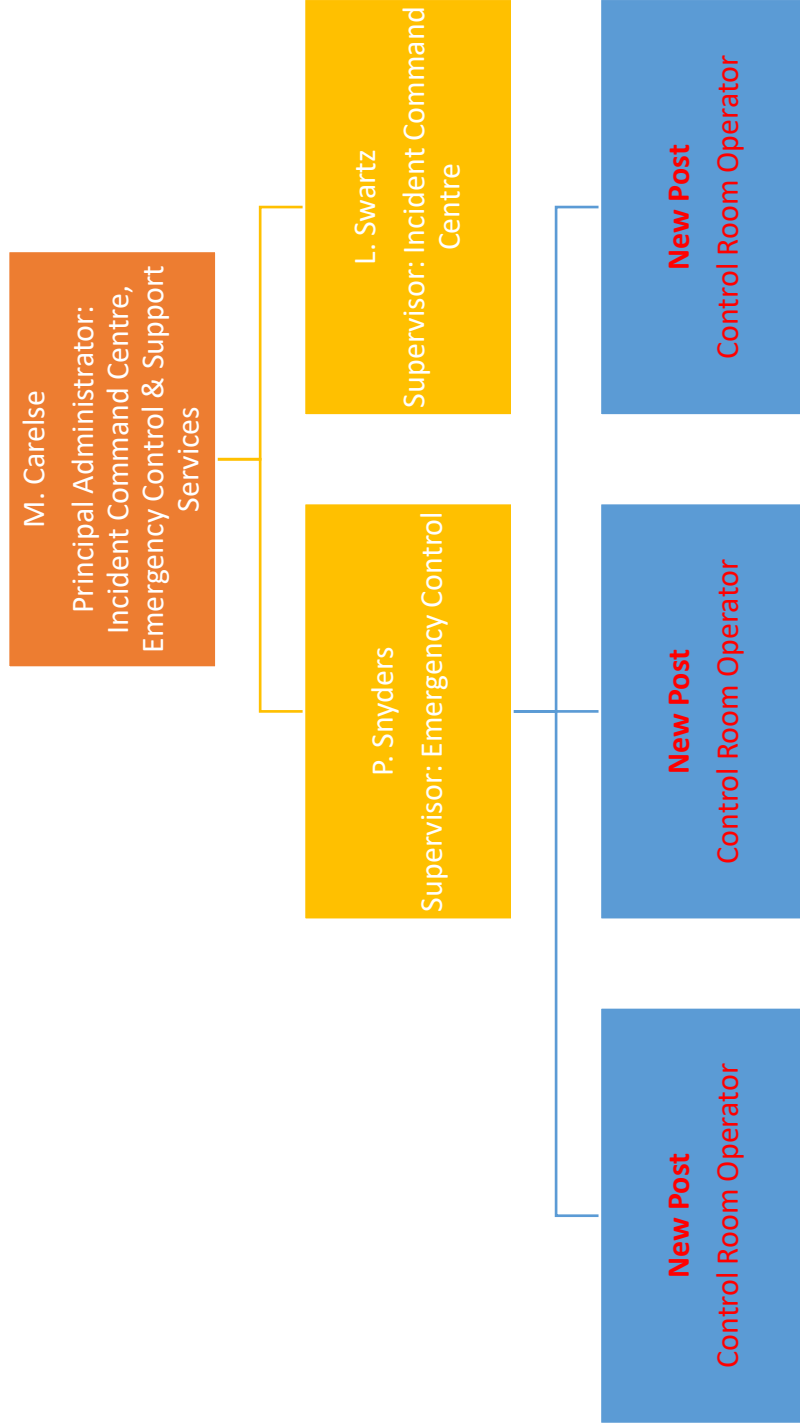 M. Carelse
Principal Administrator:
Incident Command Centre,
Emergency Control & Support
Services
P. Snyders
Supervisor: Emergency Control
L. Swartz
Supervisor: Incident Command
Centre
New Post
Control Room Operator
New Post
Control Room Operator
New Post
Control Room Operator